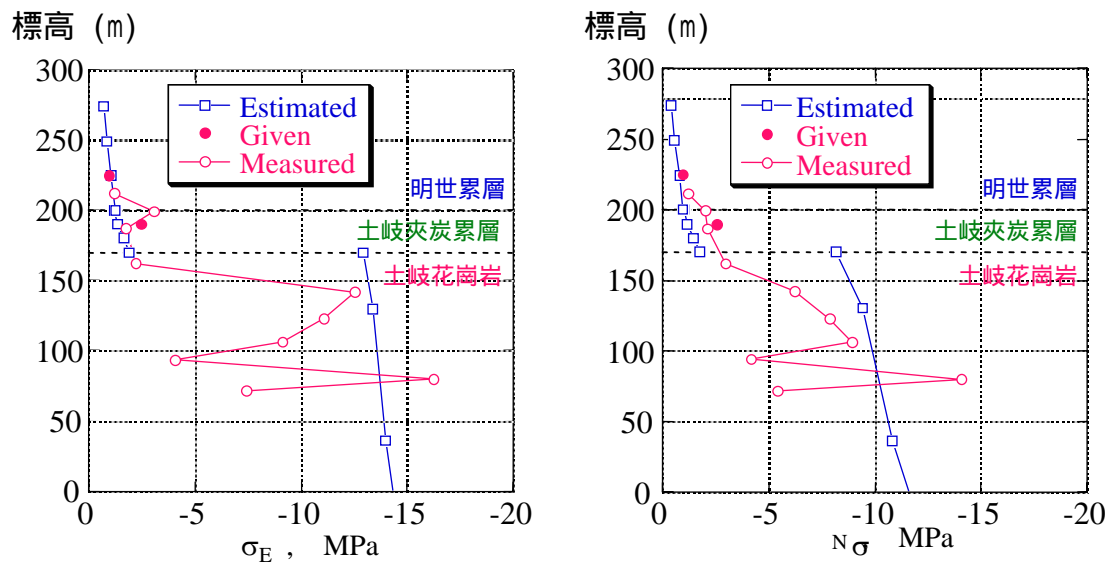 標高 (m)
300
250
200
150
100
50
0
Estimated
Given
Measured
明世累層
土岐夾炭累層
土岐花崗岩
0 -5 -10 -15 -20
σE , MPa
標高 (m)
300
250
200
150
100
50
0
Estimated
Given
Measured
明世累層
土岐夾炭累層
土岐花崗岩
0 -5 -10 -15 -20
N σ MPa